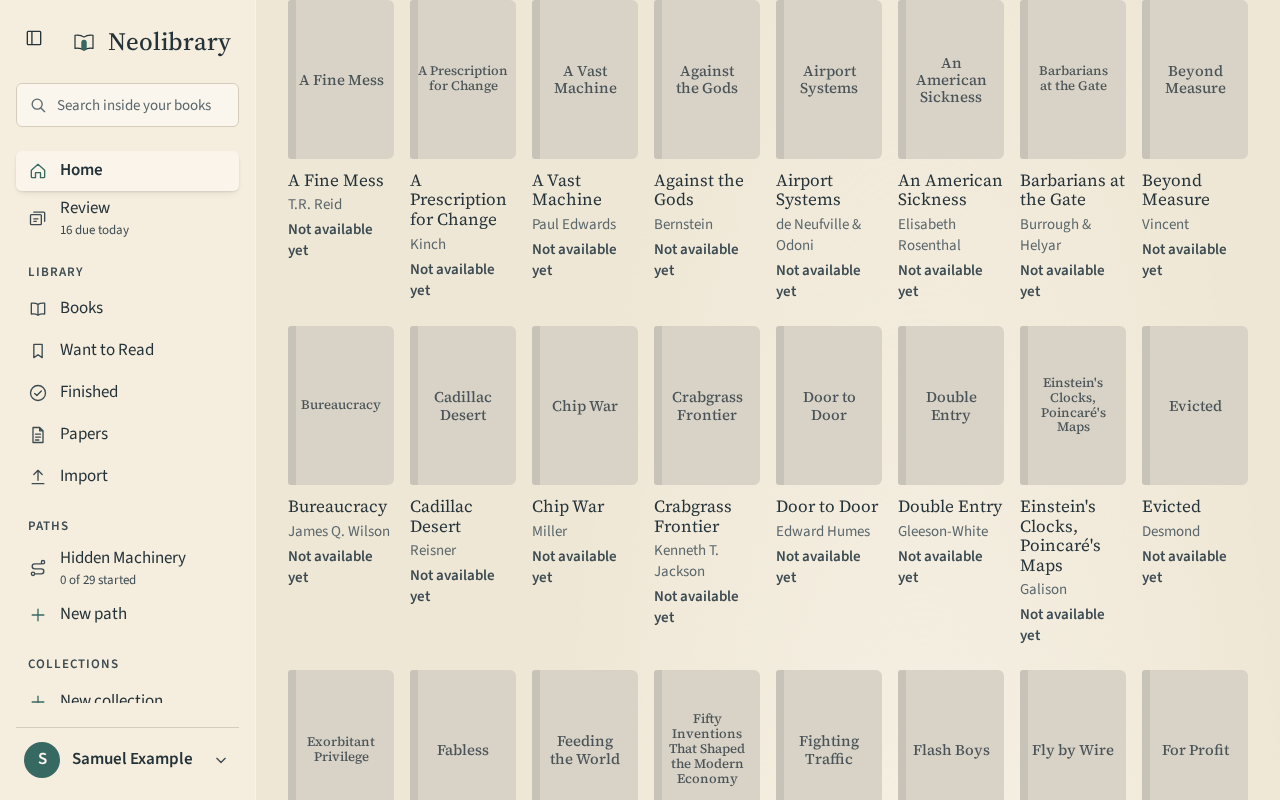 Neolibrary
Search inside your books
Home
Review
16 due today
LIBRARY
Books
Want to Read
Finished
Papers
Import
PATHS
Hidden Machinery
0 of 29 started
New path
COLLECTIONS
New collection
S
Samuel Example
A Fine Mess
A Fine Mess
T.R. Reid
Not available
yet
A Prescription
for Change
A
Prescription
for Change
Kinch
Not available
yet
A Vast
Machine
A Vast
Machine
Paul Edwards
Not available
yet
Against
the Gods
Against the
Gods
Bernstein
Not available
yet
Airport
Systems
Airport
Systems
de Neufville &
Odoni
Not available
yet
An
American
Sickness
An American
Sickness
Elisabeth
Rosenthal
Not available
yet
Barbarians
at the Gate
Barbarians at
the Gate
Burrough &
Helyar
Not available
yet
Beyond
Measure
Beyond
Measure
Vincent
Not available
yet
Bureaucracy
Bureaucracy
James Q. Wilson
Not available
yet
Cadillac
Desert
Cadillac
Desert
Reisner
Not available
yet
Chip War
Chip War
Miller
Not available
yet
Crabgrass
Frontier
Crabgrass
Frontier
Kenneth T.
Jackson
Not available
yet
Door to
Door
Door to Door
Edward Humes
Not available
yet
Double
Entry
Double Entry
Gleeson-White
Not available
yet
Einstein's
Clocks,
Poincaré's
Maps
Einstein's
Clocks,
Poincaré's
Maps
Galison
Not available
yet
Evicted
Evicted
Desmond
Not available
yet
Exorbitant
Privilege
Fabless
Feeding
the World
Fifty
Inventions
That Shaped
the Modern
Economy
Fighting
Traffic
Flash Boys
Fly by Wire
For Profit